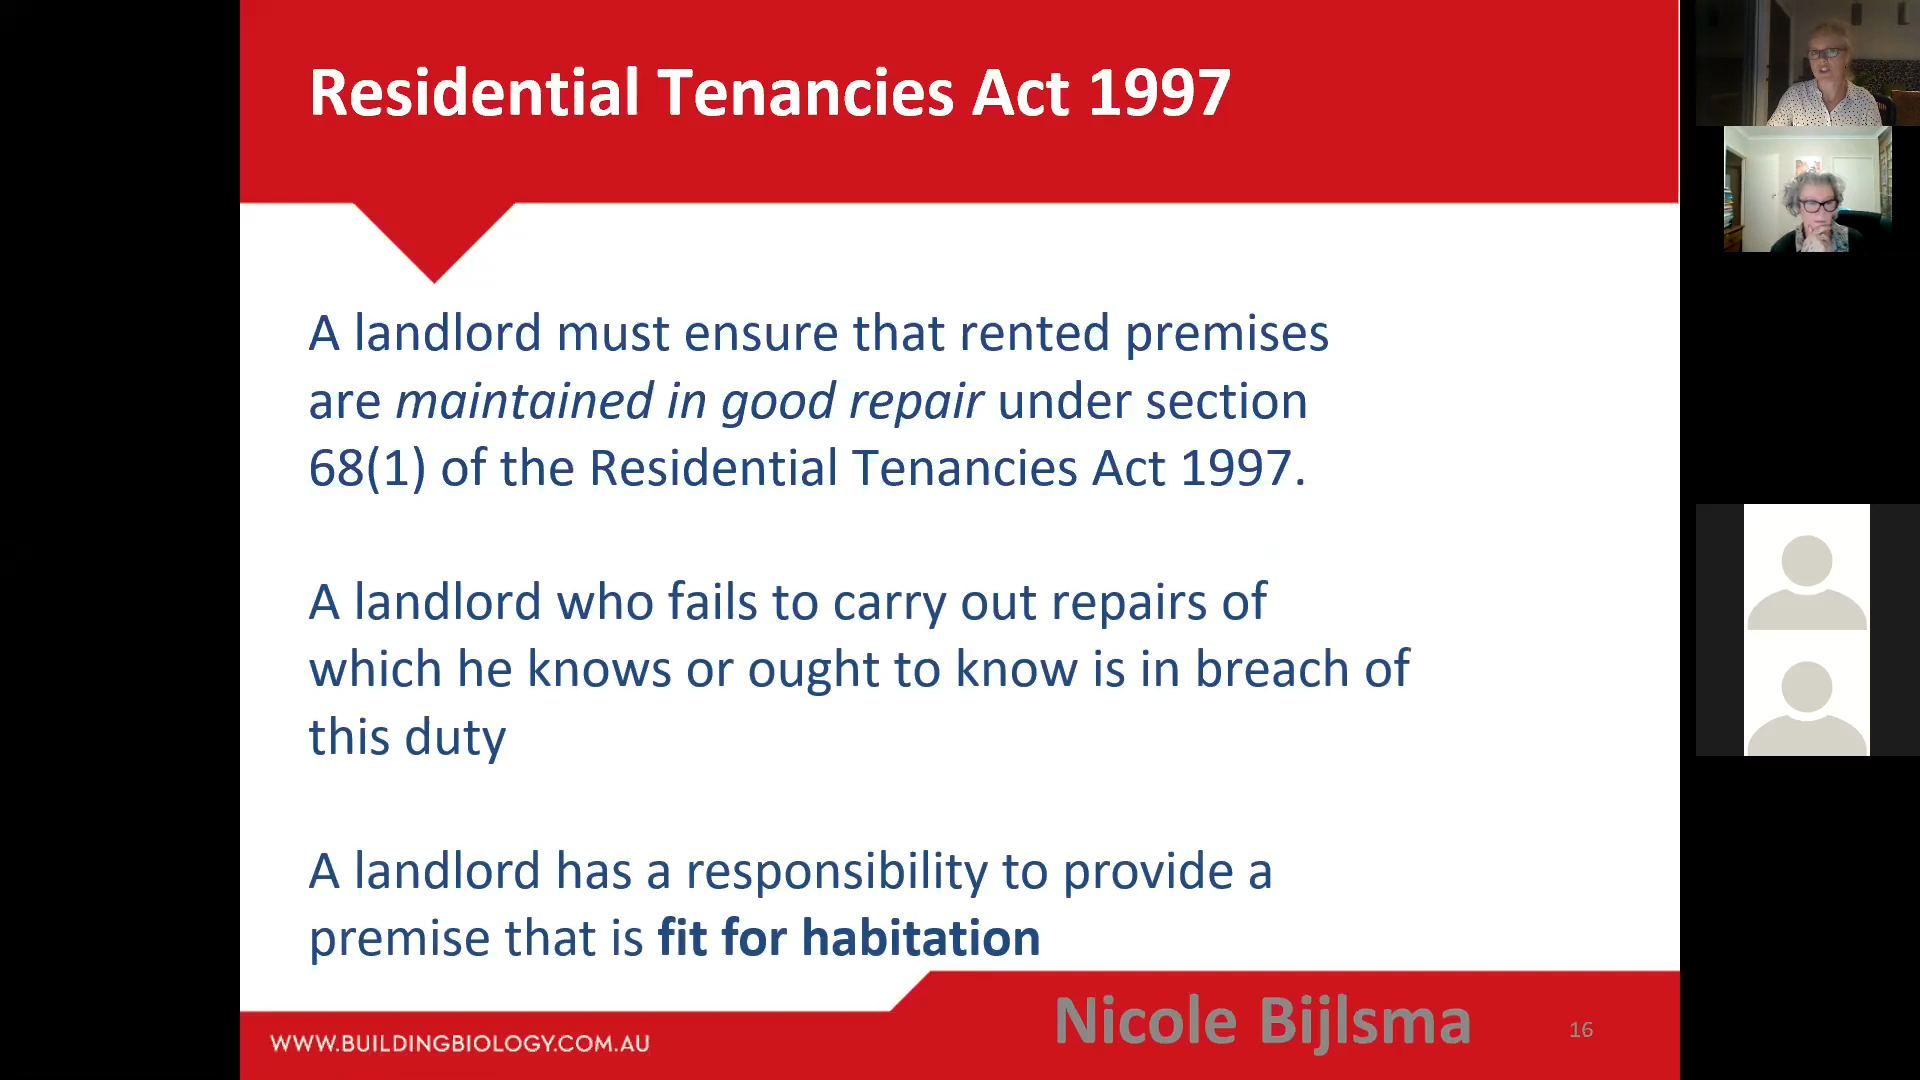 Residential Tenancies Act 1997
A landlord must ensure that rented premises
are maintained in good repair under section
68(1) of the Residential Tenancies Act 1997.
A landlord who fails to carry out repairs of
which he knows or ought to know is in breach of
this duty
A landlord has a responsibility to provide a
premise that is fit for habitation
WWW.BUILDINGBIOLOGY.COM.AU
Nicole Bijlsma
16